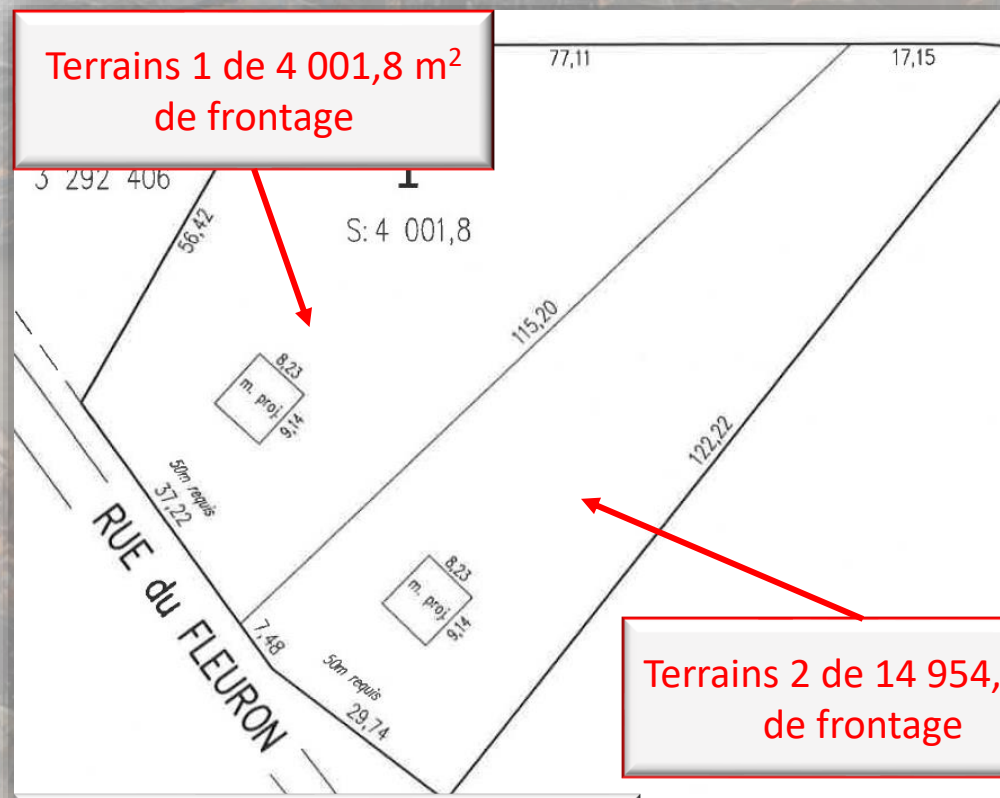 Terrains 1 de 4 001,8 m²
de frontage
77,11
17,15
3 292 406
S: 4 001,8
56,42
115,20
8,23
m. proj.
9,14
122,22
50m requis
37,22
RUE du FLEURON
7,48
8,23
m. proj.
9,14
50m requis
29,74
Terrains 2 de 14 954,
de frontage